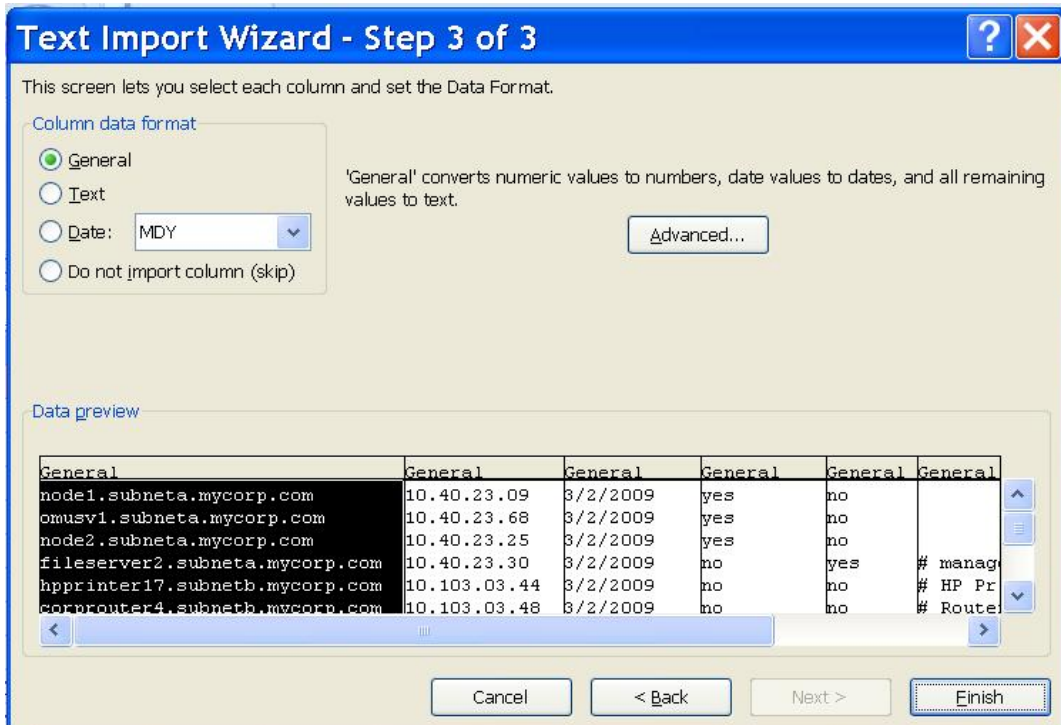 Text Import Wizard - Step 3 of 3
This screen lets you select each column and set the Data Format.
Column data format
General
Text
Date: MDY
Do not import column (skip)
'General' converts numeric values to numbers, date values to dates, and all remaining
values to text.
Advanced...
Data preview
General General General General General General
node1.subneta.mycorp.com 10.40.23.09 3/2/2009 yes no
omusv1.subneta.mycorp.com 10.40.23.68 3/2/2009 yes no
node2.subneta.mycorp.com 10.40.23.25 3/2/2009 yes no
fileserver2.subneta.mycorp.com 10.40.23.30 3/2/2009 no yes # manag
hpprinter17.subnetb.mycorp.com 10.103.03.44 3/2/2009 no no # HP Pr
corprouter4.subnetb.mycorp.com 10.103.03.48 3/2/2009 no no # Router
Cancel < Back Next > Finish